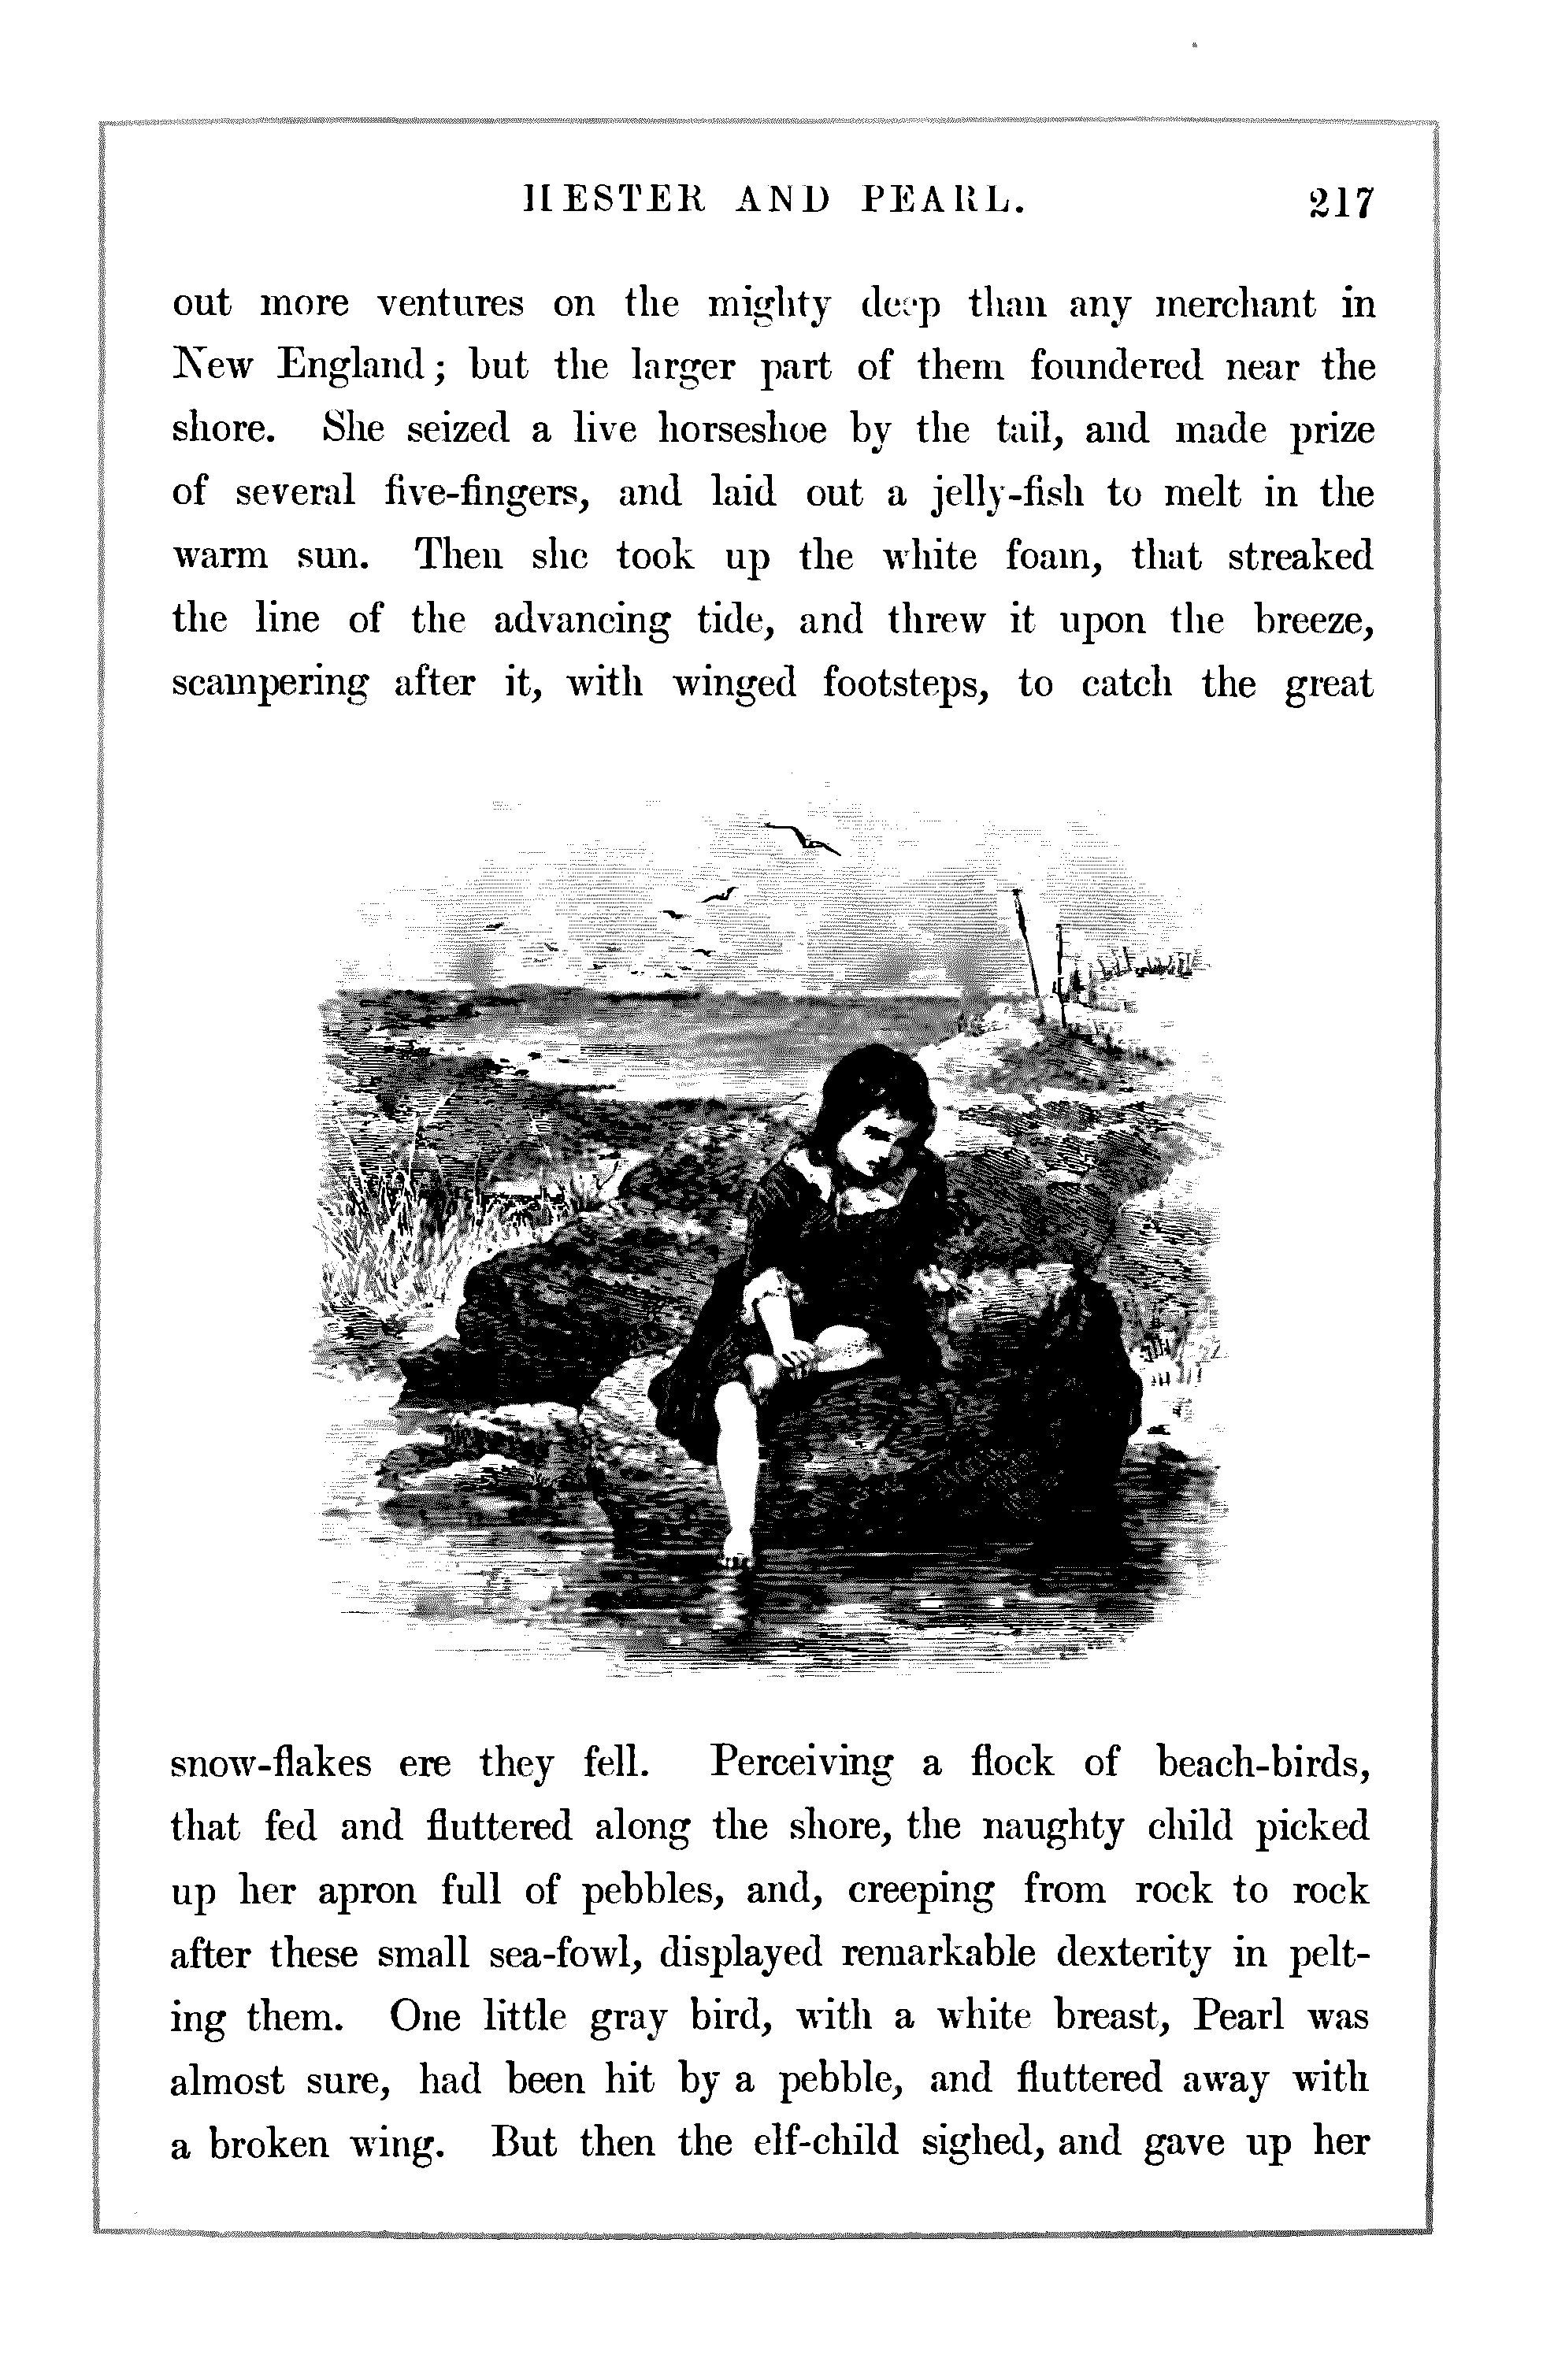 HESTER AND PEARL. 217
out more ventures on the mighty deep than any merchant in
New England; but the larger part of them foundered near the
shore. She seized a live horseshoe by the tail, and made prize
of several five-fingers, and laid out a jelly-fish to melt in the
warm sun. Then she took up the white foam, that streaked
the line of the advancing tide, and threw it upon the breeze,
scampering after it, with winged footsteps, to catch the great
snow-flakes ere they fell. Perceiving a flock of beach-birds,
that fed and fluttered along the shore, the naughty child picked
up her apron full of pebbles, and, creeping from rock to rock
after these small sea-fowl, displayed remarkable dexterity in pelt-
ing them. One little gray bird, with a white breast, Pearl was
almost sure, had been hit by a pebble, and fluttered away with
a broken wing. But then the elf-child sighed, and gave up her